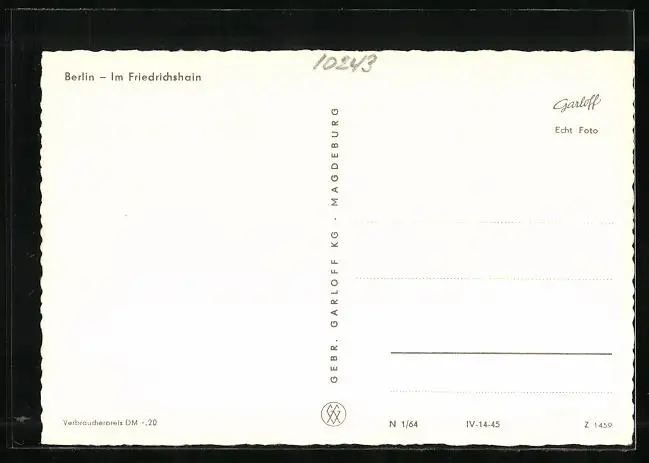 10243
Berlin – Im Friedrichshain
Garloff
Echt Foto
GEBR. GARLOFF KG · MAGDEBURG
Verbraucherpreis DM -.20
N 1/64
IV-14-45
Z 1459